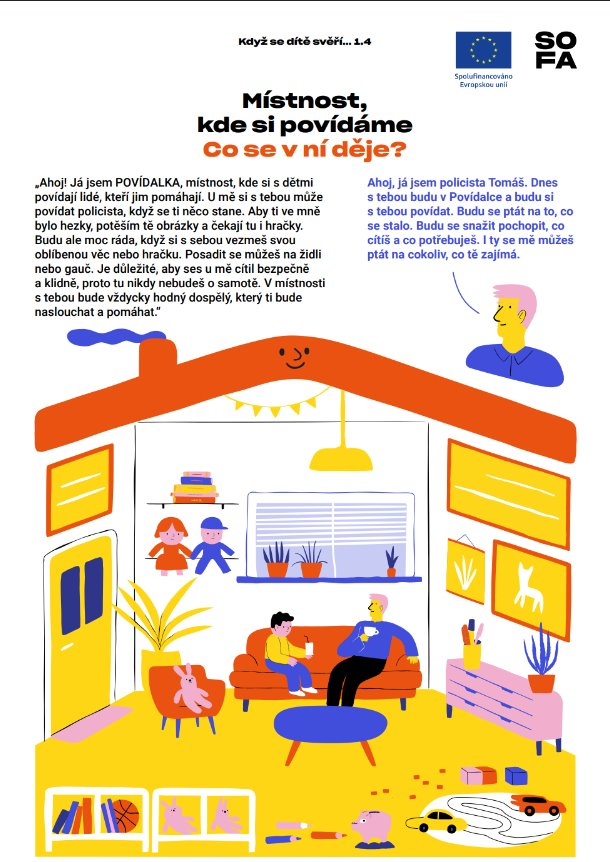 Když se dítě svěří... 1.4
Spolufinancováno
Evropskou unií
SO
FA
Místnost,
kde si povídáme
Co se v ní děje?
„Ahoj! Já jsem POVÍDALKA, místnost, kde si s dětmi
povídají lidé, kteří jim pomáhají. U mě si s tebou může
povídat policista, když se ti něco stane. Aby ti ve mně
bylo hezky, potěším tě obrázky a čekají tu i hračky.
Budu ale moc ráda, když si s sebou vezmeš svou
oblíbenou věc nebo hračku. Posadit se můžeš na židli
nebo gauč. Je důležité, aby ses u mě cítil bezpečně
a klidně, proto tu nikdy nebudeš o samotě. V místnosti
s tebou bude vždycky hodný dospělý, který ti bude
naslouchat a pomáhat.“
Ahoj, já jsem policista Tomáš. Dnes
s tebou budu v Povídalce a budu si
s tebou povídat. Budu se ptát na to, co
se stalo. Budu se snažit pochopit, co
cítíš a co potřebuješ. I ty se mě můžeš
ptát na cokoliv, co tě zajímá.